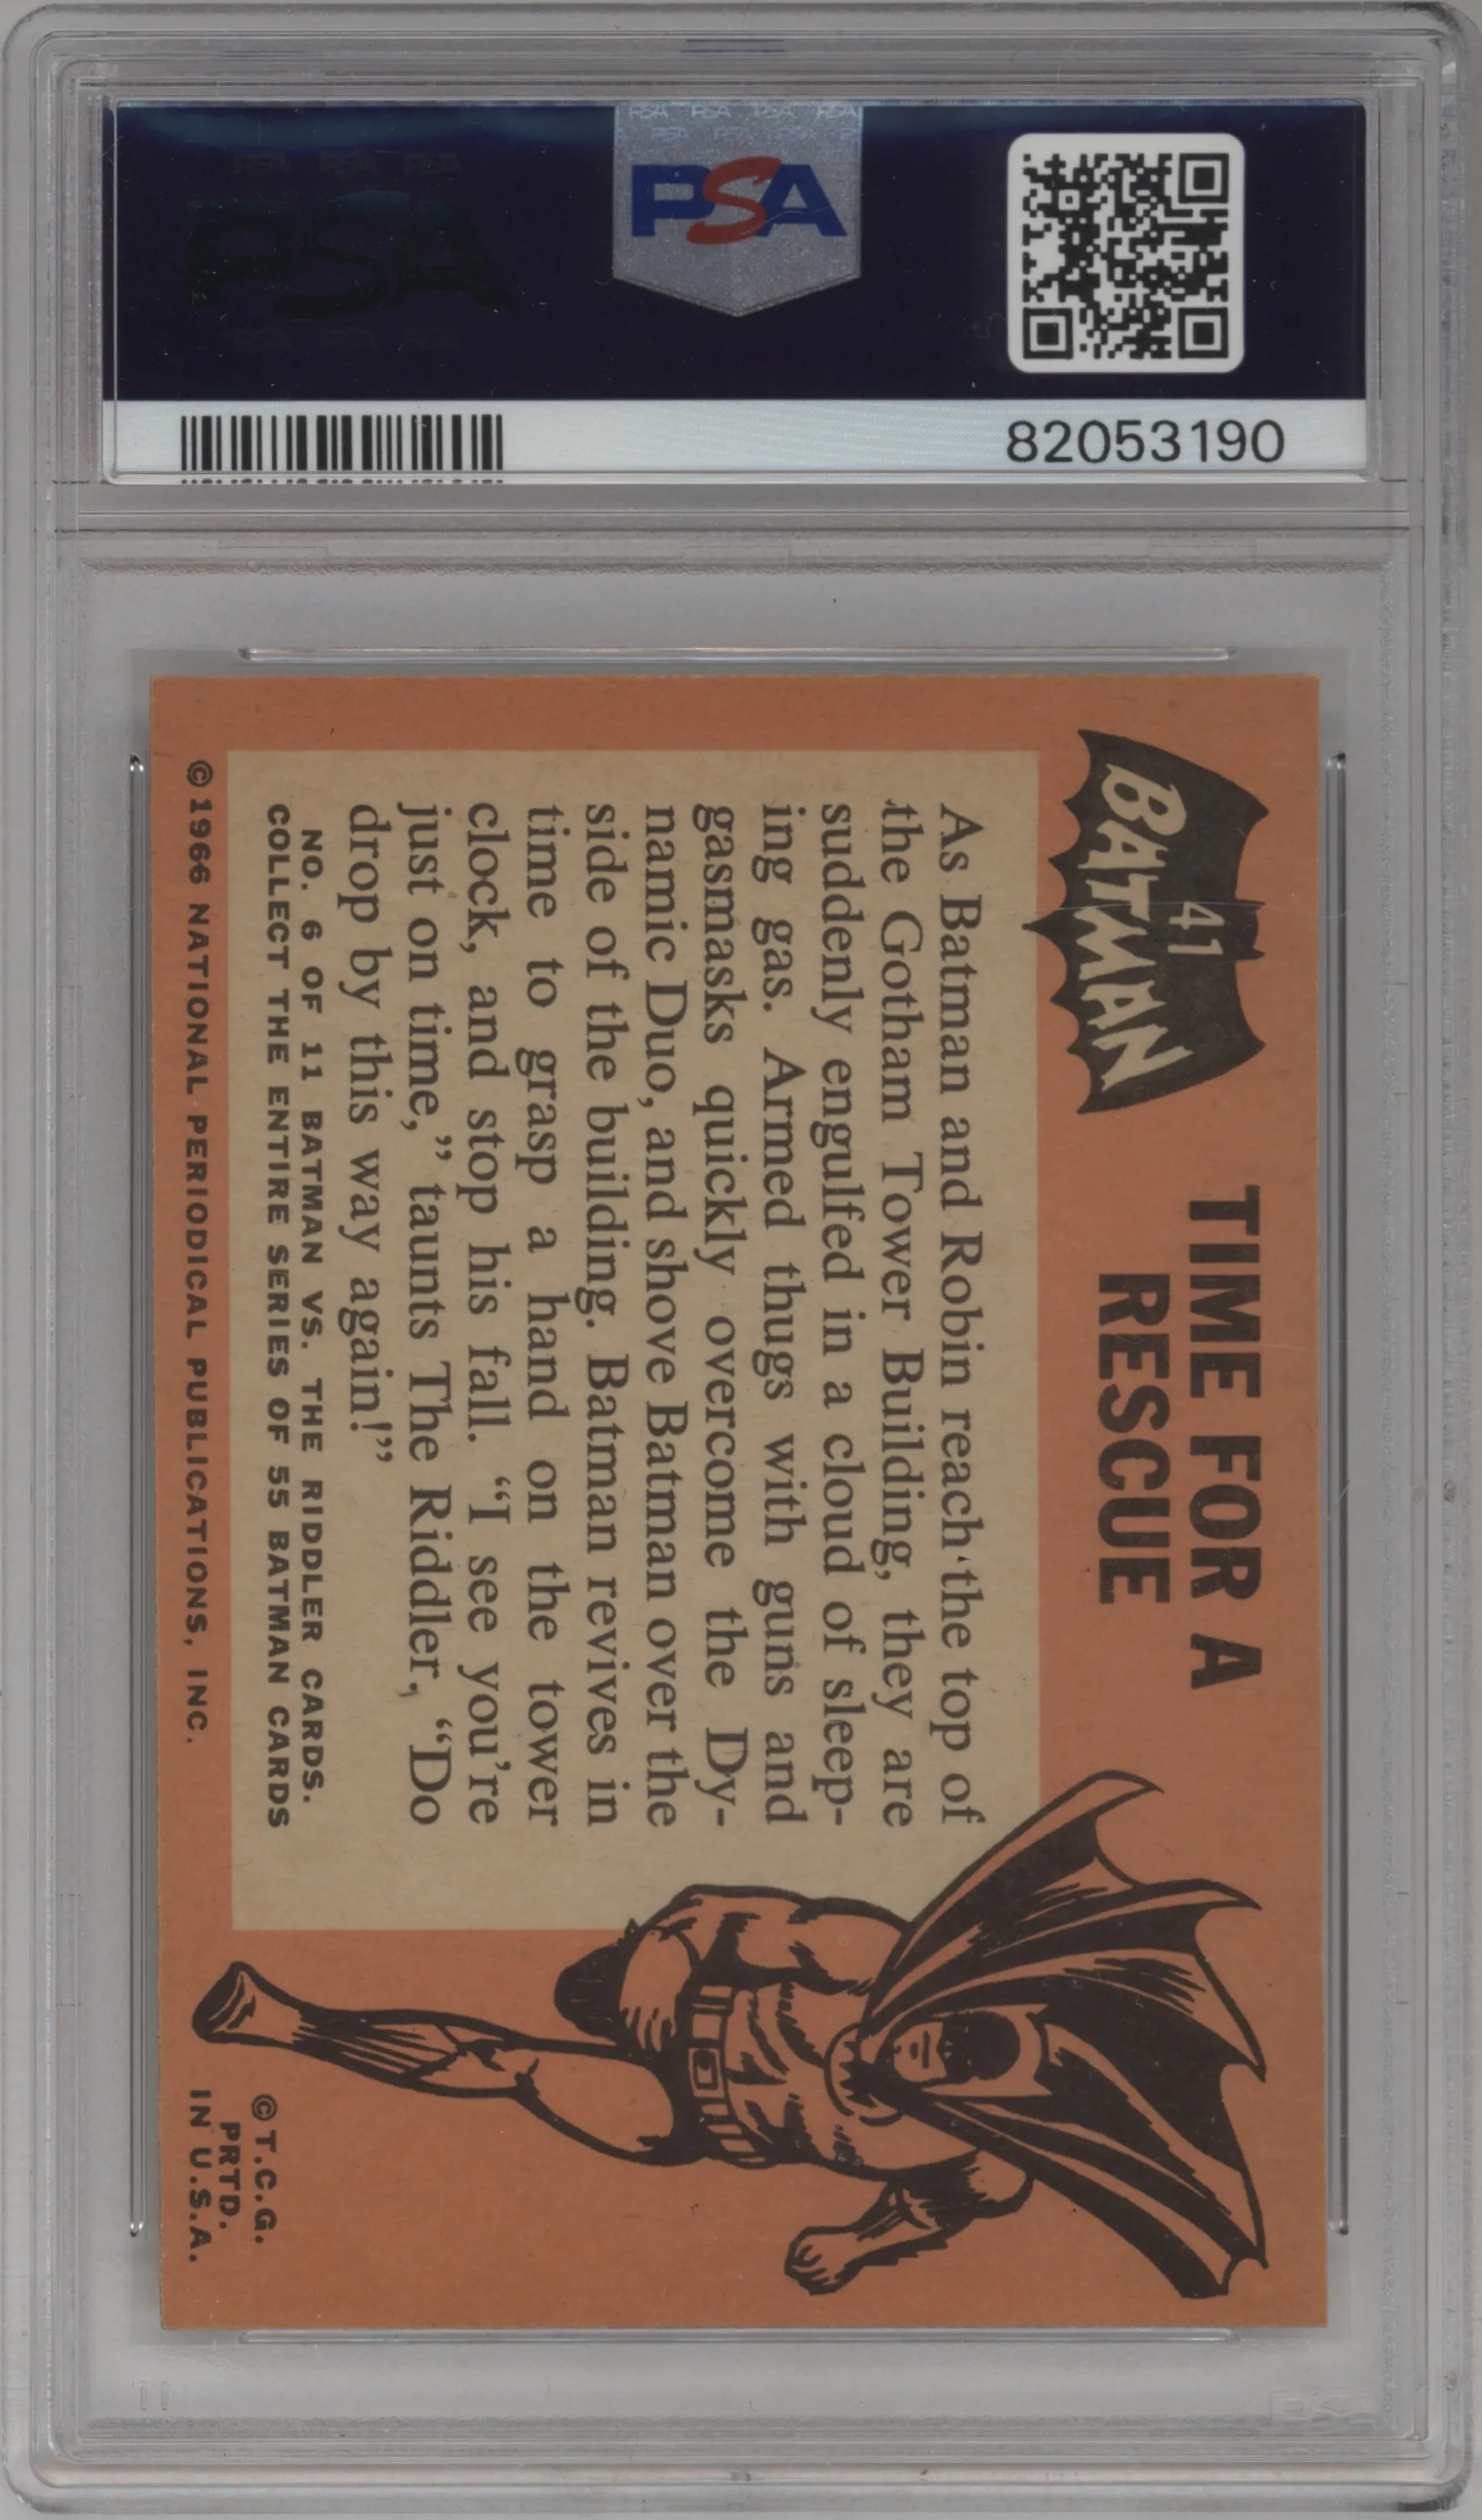 PSA
PSA
82053190
41
BATMAN
TIME FOR A
RESCUE
As Batman and Robin reach the top of
the Gotham Tower Building, they are
suddenly engulfed in a cloud of sleep-
ing gas. Armed thugs with guns and
gasmasks quickly overcome the Dy-
namic Duo, and shove Batman over the
side of the building. Batman revives in
time to grasp a hand on the tower
clock, and stop his fall. “I see you’re
just on time,” taunts The Riddler, “Do
drop by this way again!”
NO. 6 OF 11 BATMAN VS. THE RIDDLER CARDS.
COLLECT THE ENTIRE SERIES OF 55 BATMAN CARDS
© 1966 NATIONAL PERIODICAL PUBLICATIONS, INC.
© T.C.G.
PRTD.
IN U.S.A.
PSA